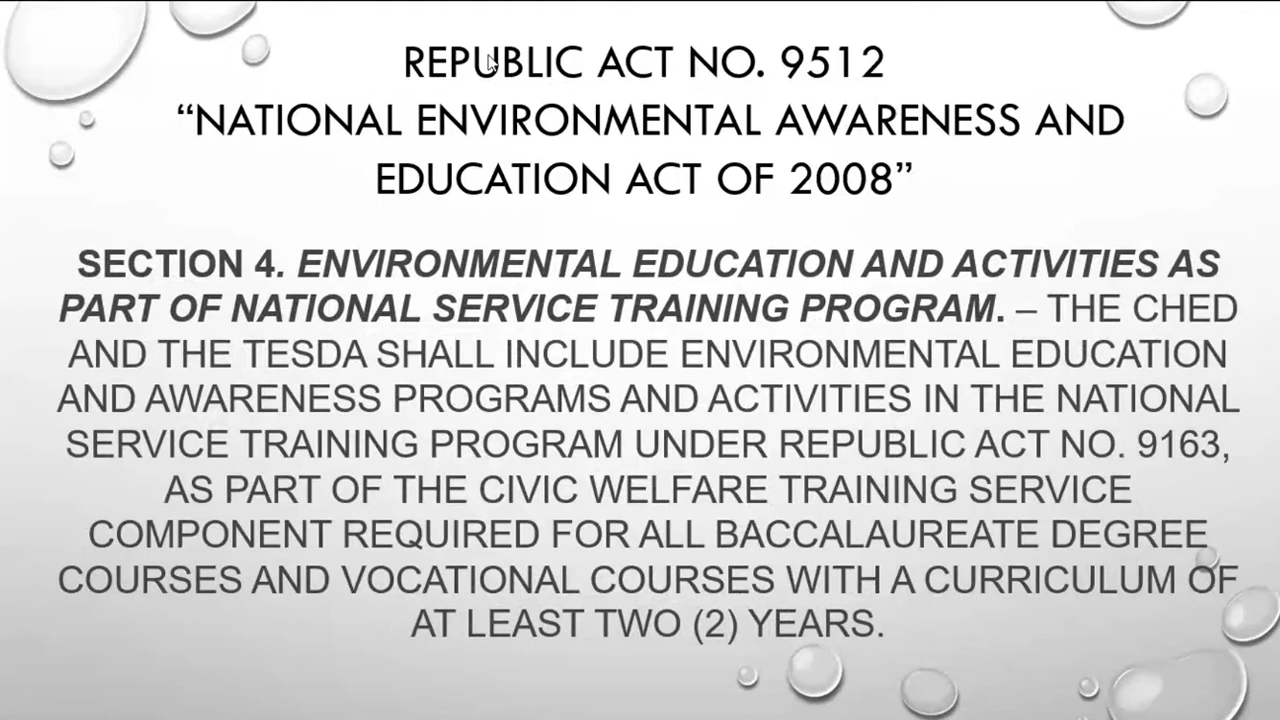 REPUBLIC ACT NO. 9512
“NATIONAL ENVIRONMENTAL AWARENESS AND
EDUCATION ACT OF 2008”
SECTION 4. ENVIRONMENTAL EDUCATION AND ACTIVITIES AS
PART OF NATIONAL SERVICE TRAINING PROGRAM. – THE CHED
AND THE TESDA SHALL INCLUDE ENVIRONMENTAL EDUCATION
AND AWARENESS PROGRAMS AND ACTIVITIES IN THE NATIONAL
SERVICE TRAINING PROGRAM UNDER REPUBLIC ACT NO. 9163,
AS PART OF THE CIVIC WELFARE TRAINING SERVICE
COMPONENT REQUIRED FOR ALL BACCALAUREATE DEGREE
COURSES AND VOCATIONAL COURSES WITH A CURRICULUM OF
AT LEAST TWO (2) YEARS.